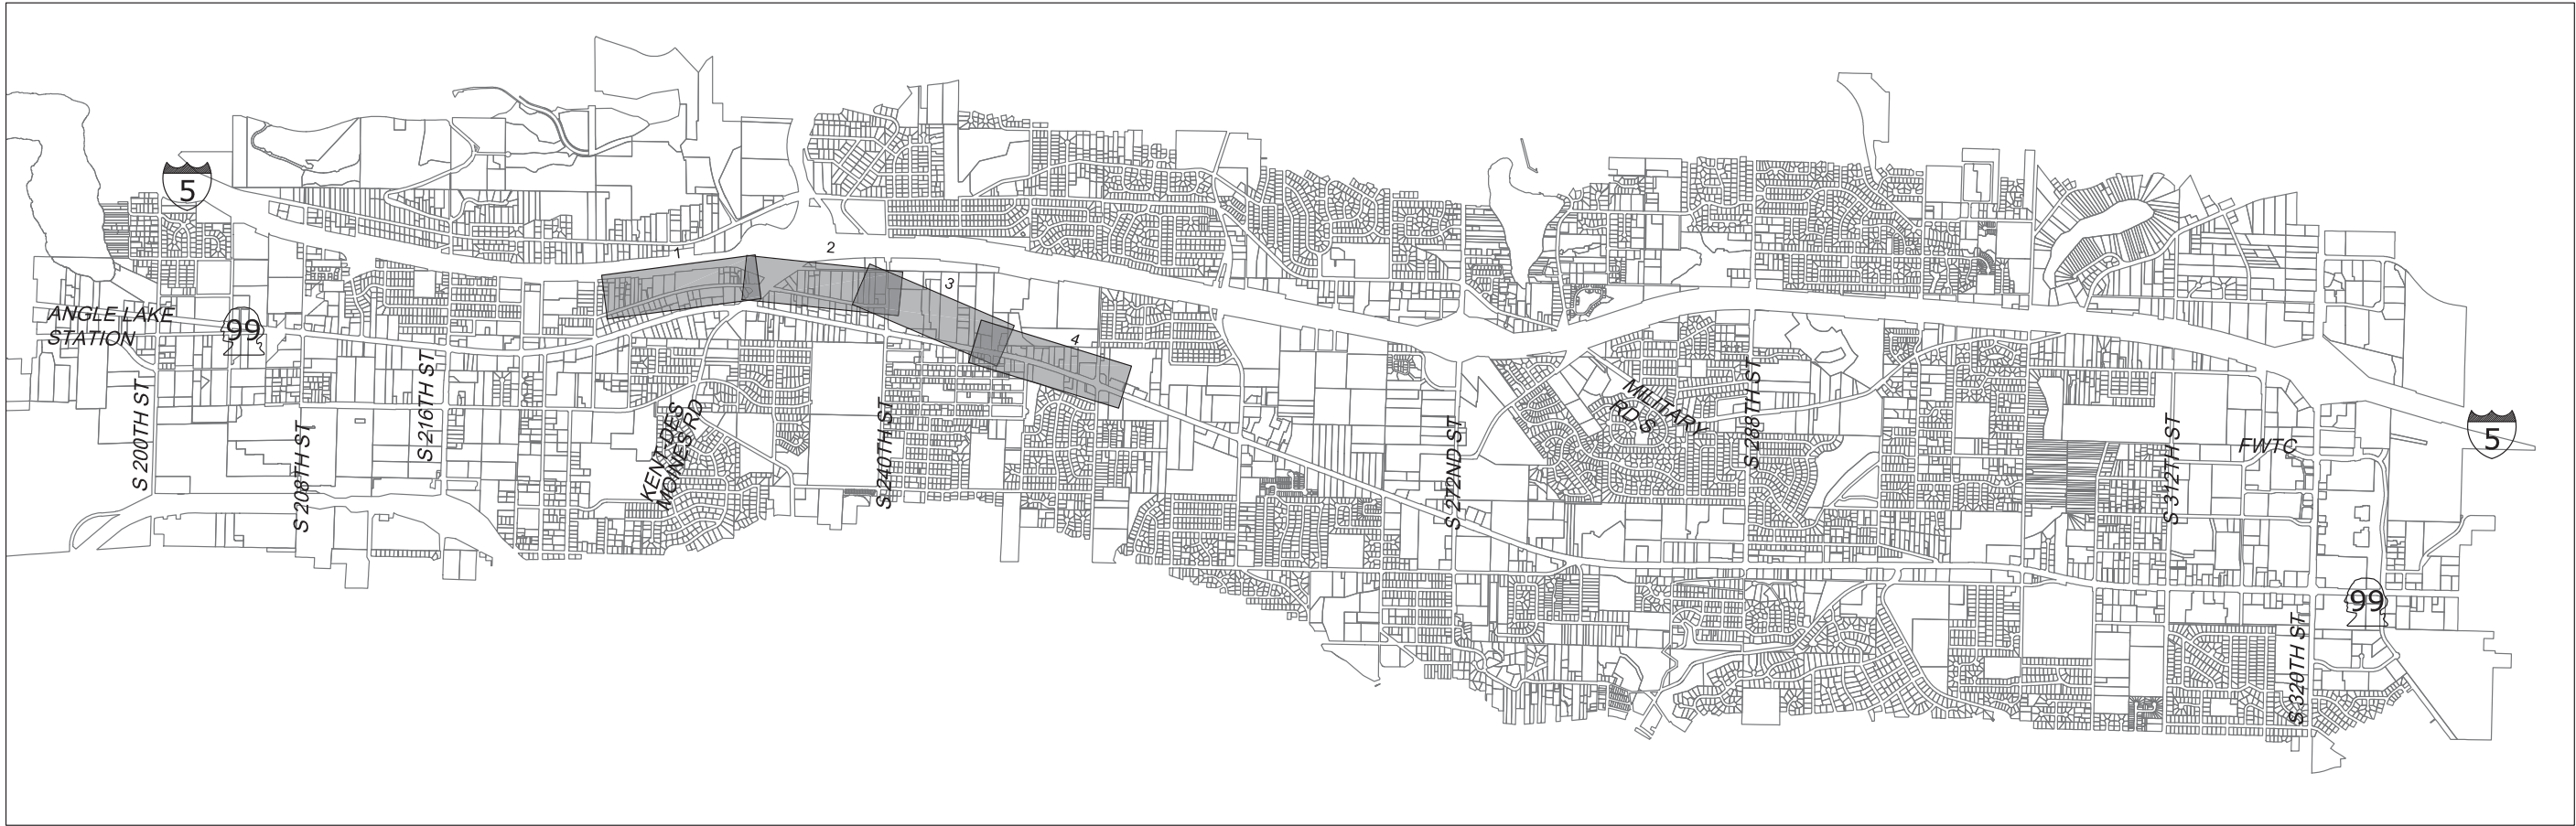 5
1
2
3
4
ANGLE LAKE
STATION
99
S 200TH ST
S 208TH ST
S 216TH ST
KENT-DES
MOINES RD
S 240TH ST
S 272ND ST
MILITARY
RD S
S 288TH ST
S 312TH ST
FWTC
5
99
S 320TH ST